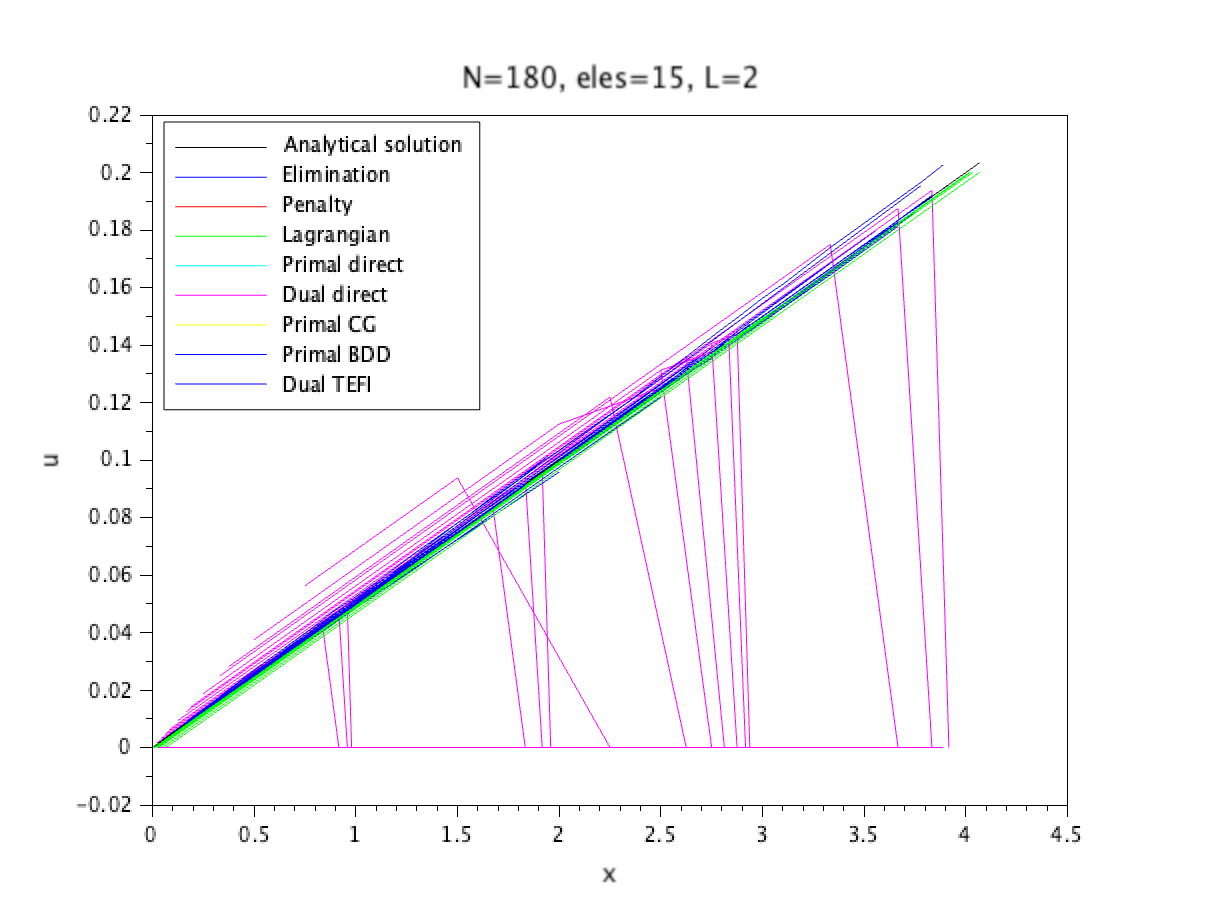 N=180, eles=15, L=2
0.22
0.2
0.18
0.16
0.14
0.12
0.1
0.08
0.06
0.04
0.02
0
-0.02
Analytical solution
Elimination
Penalty
Lagrangian
Primal direct
Dual direct
Primal CG
Primal BDD
Dual TEFI
u
0 0.5 1 1.5 2 2.5 3 3.5 4 4.5
x